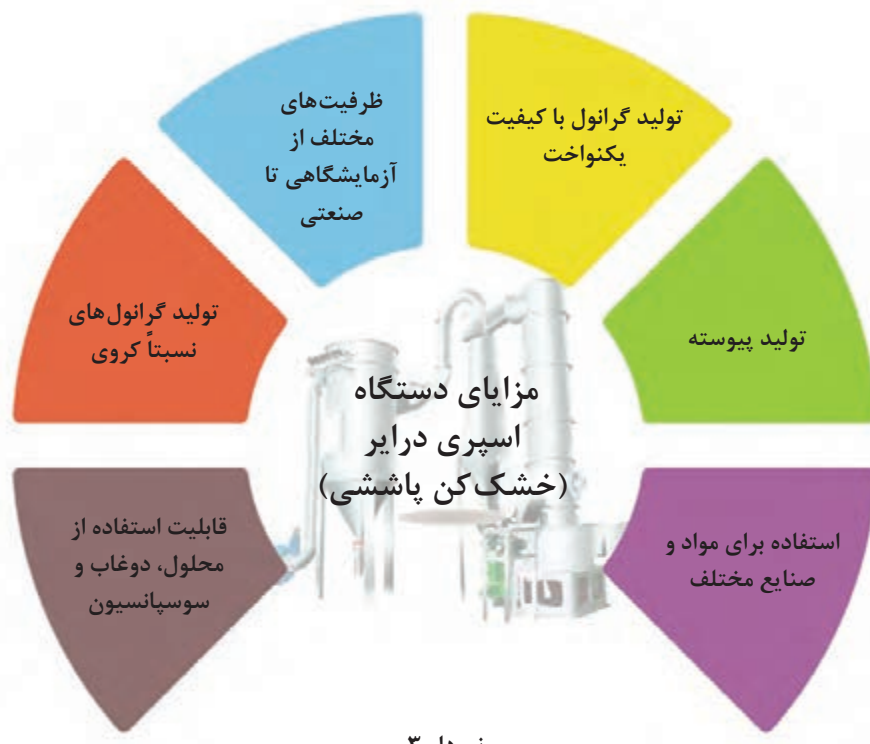 مزایای دستگاه
اسپری درایر
(خشک‌کن پاششی)
استفاده برای مواد و
صنایع مختلف
تولید پیوسته
تولید گرانول با کیفیت
یکنواخت
ظرفیت‌های
مختلف از
آزمایشگاهی تا
صنعتی
تولید گرانول‌های
نسبتاً کروی
قابلیت استفاده از
محلول، دوغاب و
سوسپانسیون
۳